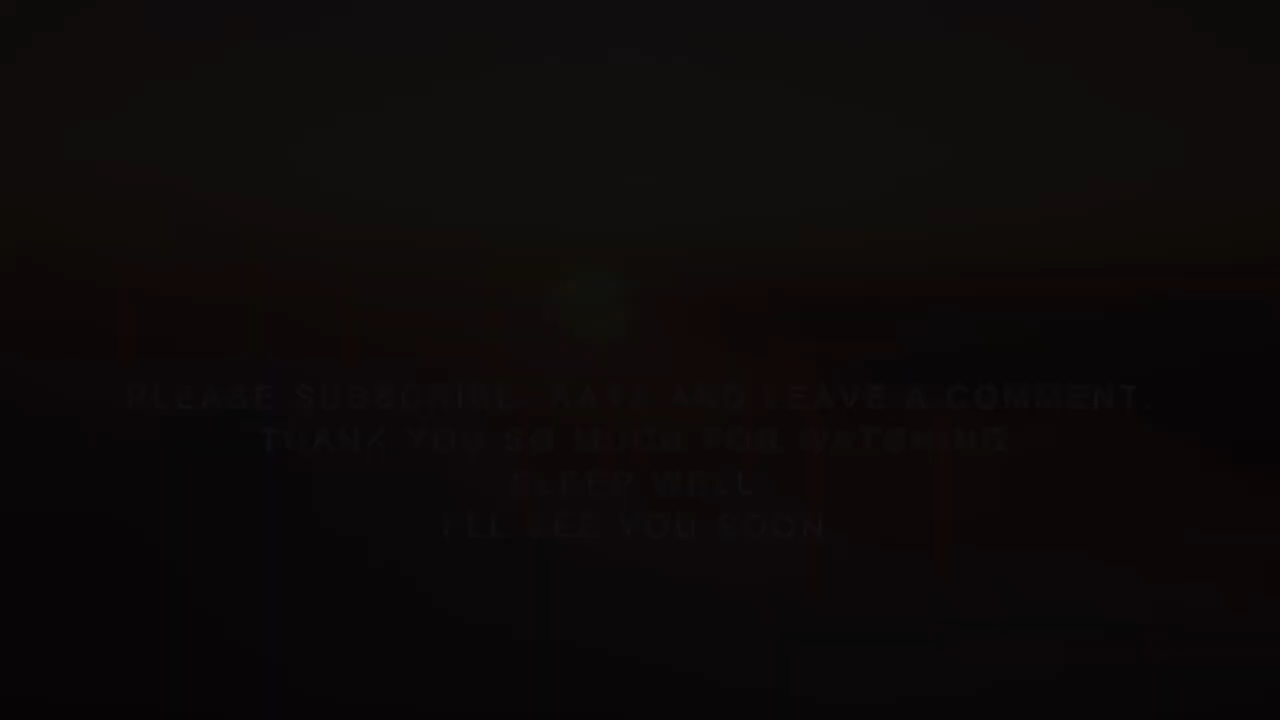 PLEASE SUBSCRIBE, RATE AND LEAVE A COMMENT.
THANK YOU SO MUCH FOR WATCHING.
SLEEP WELL.
I'LL SEE YOU SOON.